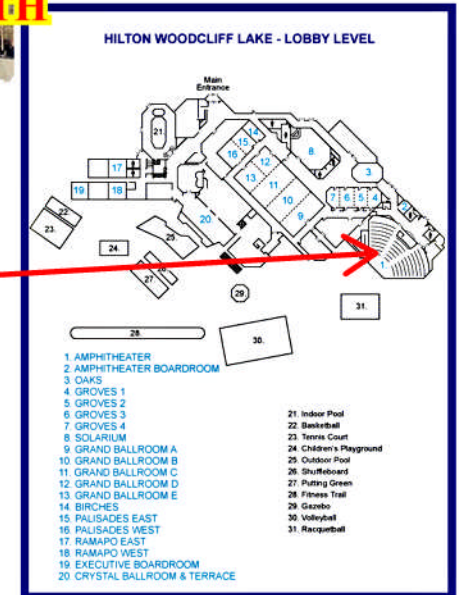 HILTON WOODCLIFF LAKE - LOBBY LEVEL
Main
Entrance
21.
14
15
16
12
13
11
10
9
8
3
7
6
5
4
2
1
17
19
18
20
22.
23.
24.
25.
27.
29.
31.
28.
30.
1. AMPHITHEATER
2. AMPHITHEATER BOARDROOM
3. OAKS
4. GROVES 1
5. GROVES 2
6 GROVES 3
7. GROVES 4
8. SOLARIUM
9 GRAND BALLROOM A
10. GRAND BALLROOM B
11. GRAND BALLROOM C
12. GRAND BALLROOM D
13. GRAND BALLROOM E
14. BIRCHES
15. PALISADES EAST
16. PALISADES WEST
17. RAMAPO EAST
18. RAMAPO WEST
19. EXECUTIVE BOARDROOM
20. CRYSTAL BALLROOM & TERRACE
21. Indoor Pool
22. Basketball
23. Tennis Court
24. Children's Playground
25. Outdoor Pool
26. Shuffleboard
27. Putting Green
28. Fitness Trail
29. Gazebo
30. Volleyball
31. Racquetball